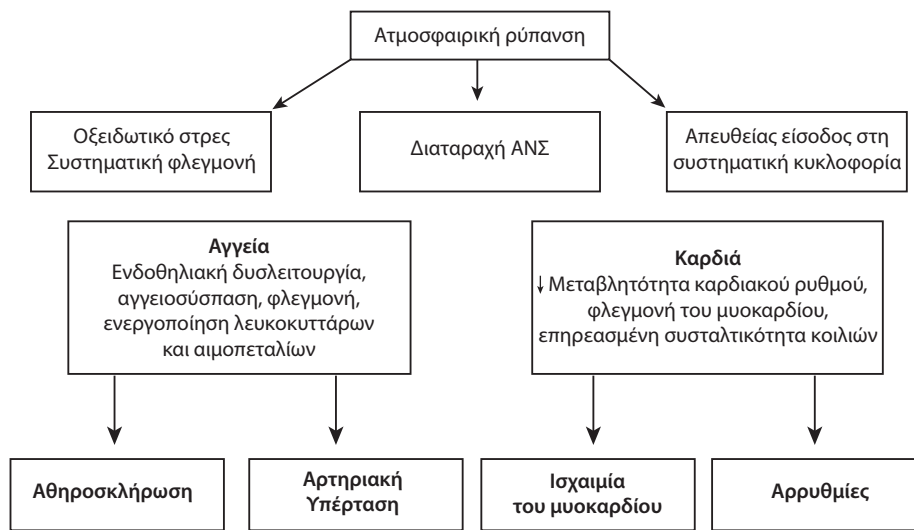 Ατμοσφαιρική ρύπανση
Οξειδωτικό στρες
Συστηματική φλεγμονή
Διαταραχή ΑΝΣ
Απευθείας είσοδος στη
συστηματική κυκλοφορία
Αγγεία
Ενδοθηλιακή δυσλειτουργία,
αγγειοσύσπαση, φλεγμονή,
ενεργοποίηση λευκοκυττάρων
και αιμοπεταλίων
Καρδιά
↓ Μεταβλητότητα καρδιακού ρυθμού,
φλεγμονή του μυοκαρδίου,
επηρεασμένη συσταλτικότητα κοιλιών
Αθηροσκλήρωση
Αρτηριακή
Υπέρταση
Ισχαιμία
του μυοκαρδίου
Αρρυθμίες